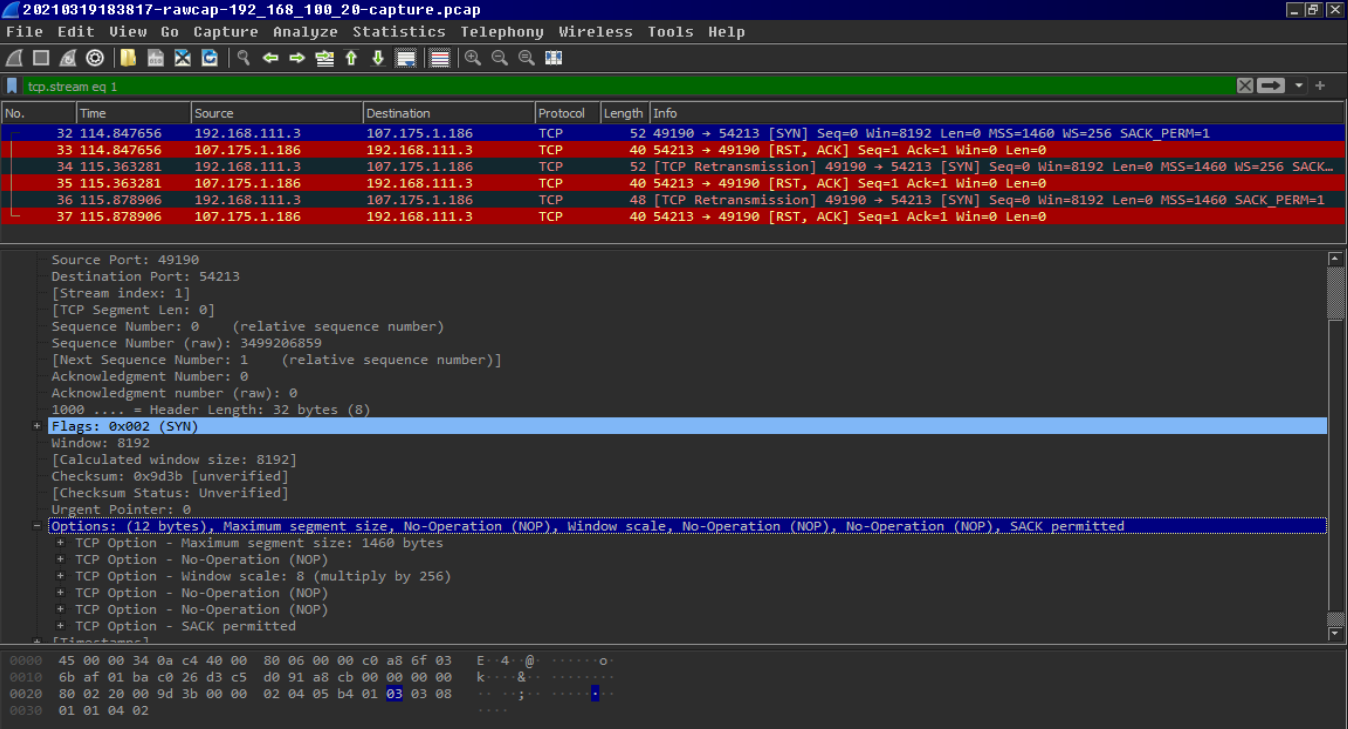 20210319183817-rawcap-192_168_100_20-capture.pcap
File Edit View Go Capture Analyze Statistics Telephony Wireless Tools Help
tcp.stream eq 1
No. Time Source Destination Protocol Length Info
32 114.847656 192.168.111.3 107.175.1.186 TCP 52 49190 → 54213 [SYN] Seq=0 Win=8192 Len=0 MSS=1460 WS=256 SACK_PERM=1
33 114.847656 107.175.1.186 192.168.111.3 TCP 40 54213 → 49190 [RST, ACK] Seq=1 Ack=1 Win=0 Len=0
34 115.363281 192.168.111.3 107.175.1.186 TCP 52 [TCP Retransmission] 49190 → 54213 [SYN] Seq=0 Win=8192 Len=0 MSS=1460 WS=256 SACK…
35 115.363281 107.175.1.186 192.168.111.3 TCP 40 54213 → 49190 [RST, ACK] Seq=1 Ack=1 Win=0 Len=0
36 115.878906 192.168.111.3 107.175.1.186 TCP 48 [TCP Retransmission] 49190 → 54213 [SYN] Seq=0 Win=8192 Len=0 MSS=1460 SACK_PERM=1
37 115.878906 107.175.1.186 192.168.111.3 TCP 40 54213 → 49190 [RST, ACK] Seq=1 Ack=1 Win=0 Len=0
Source Port: 49190
Destination Port: 54213
[Stream index: 1]
[TCP Segment Len: 0]
Sequence Number: 0 (relative sequence number)
Sequence Number (raw): 3499206859
[Next Sequence Number: 1 (relative sequence number)]
Acknowledgment Number: 0
Acknowledgment number (raw): 0
1000 .... = Header Length: 32 bytes (8)
Flags: 0x002 (SYN)
Window: 8192
[Calculated window size: 8192]
Checksum: 0x9d3b [unverified]
[Checksum Status: Unverified]
Urgent Pointer: 0
Options: (12 bytes), Maximum segment size, No-Operation (NOP), Window scale, No-Operation (NOP), No-Operation (NOP), SACK permitted
TCP Option - Maximum segment size: 1460 bytes
TCP Option - No-Operation (NOP)
TCP Option - Window scale: 8 (multiply by 256)
TCP Option - No-Operation (NOP)
TCP Option - No-Operation (NOP)
TCP Option - SACK permitted
[Timestamps]
0000 45 00 00 34 0a c4 40 00 80 06 00 00 c0 a8 6f 03 E··4··@· ······o·
0010 6b af 01 ba c0 26 d3 c5 d0 91 a8 cb 00 00 00 00 k····&·· ········
0020 80 02 20 00 9d 3b 00 00 02 04 05 b4 01 03 03 08 ·· ··;·· ········
0030 01 01 04 02 ····